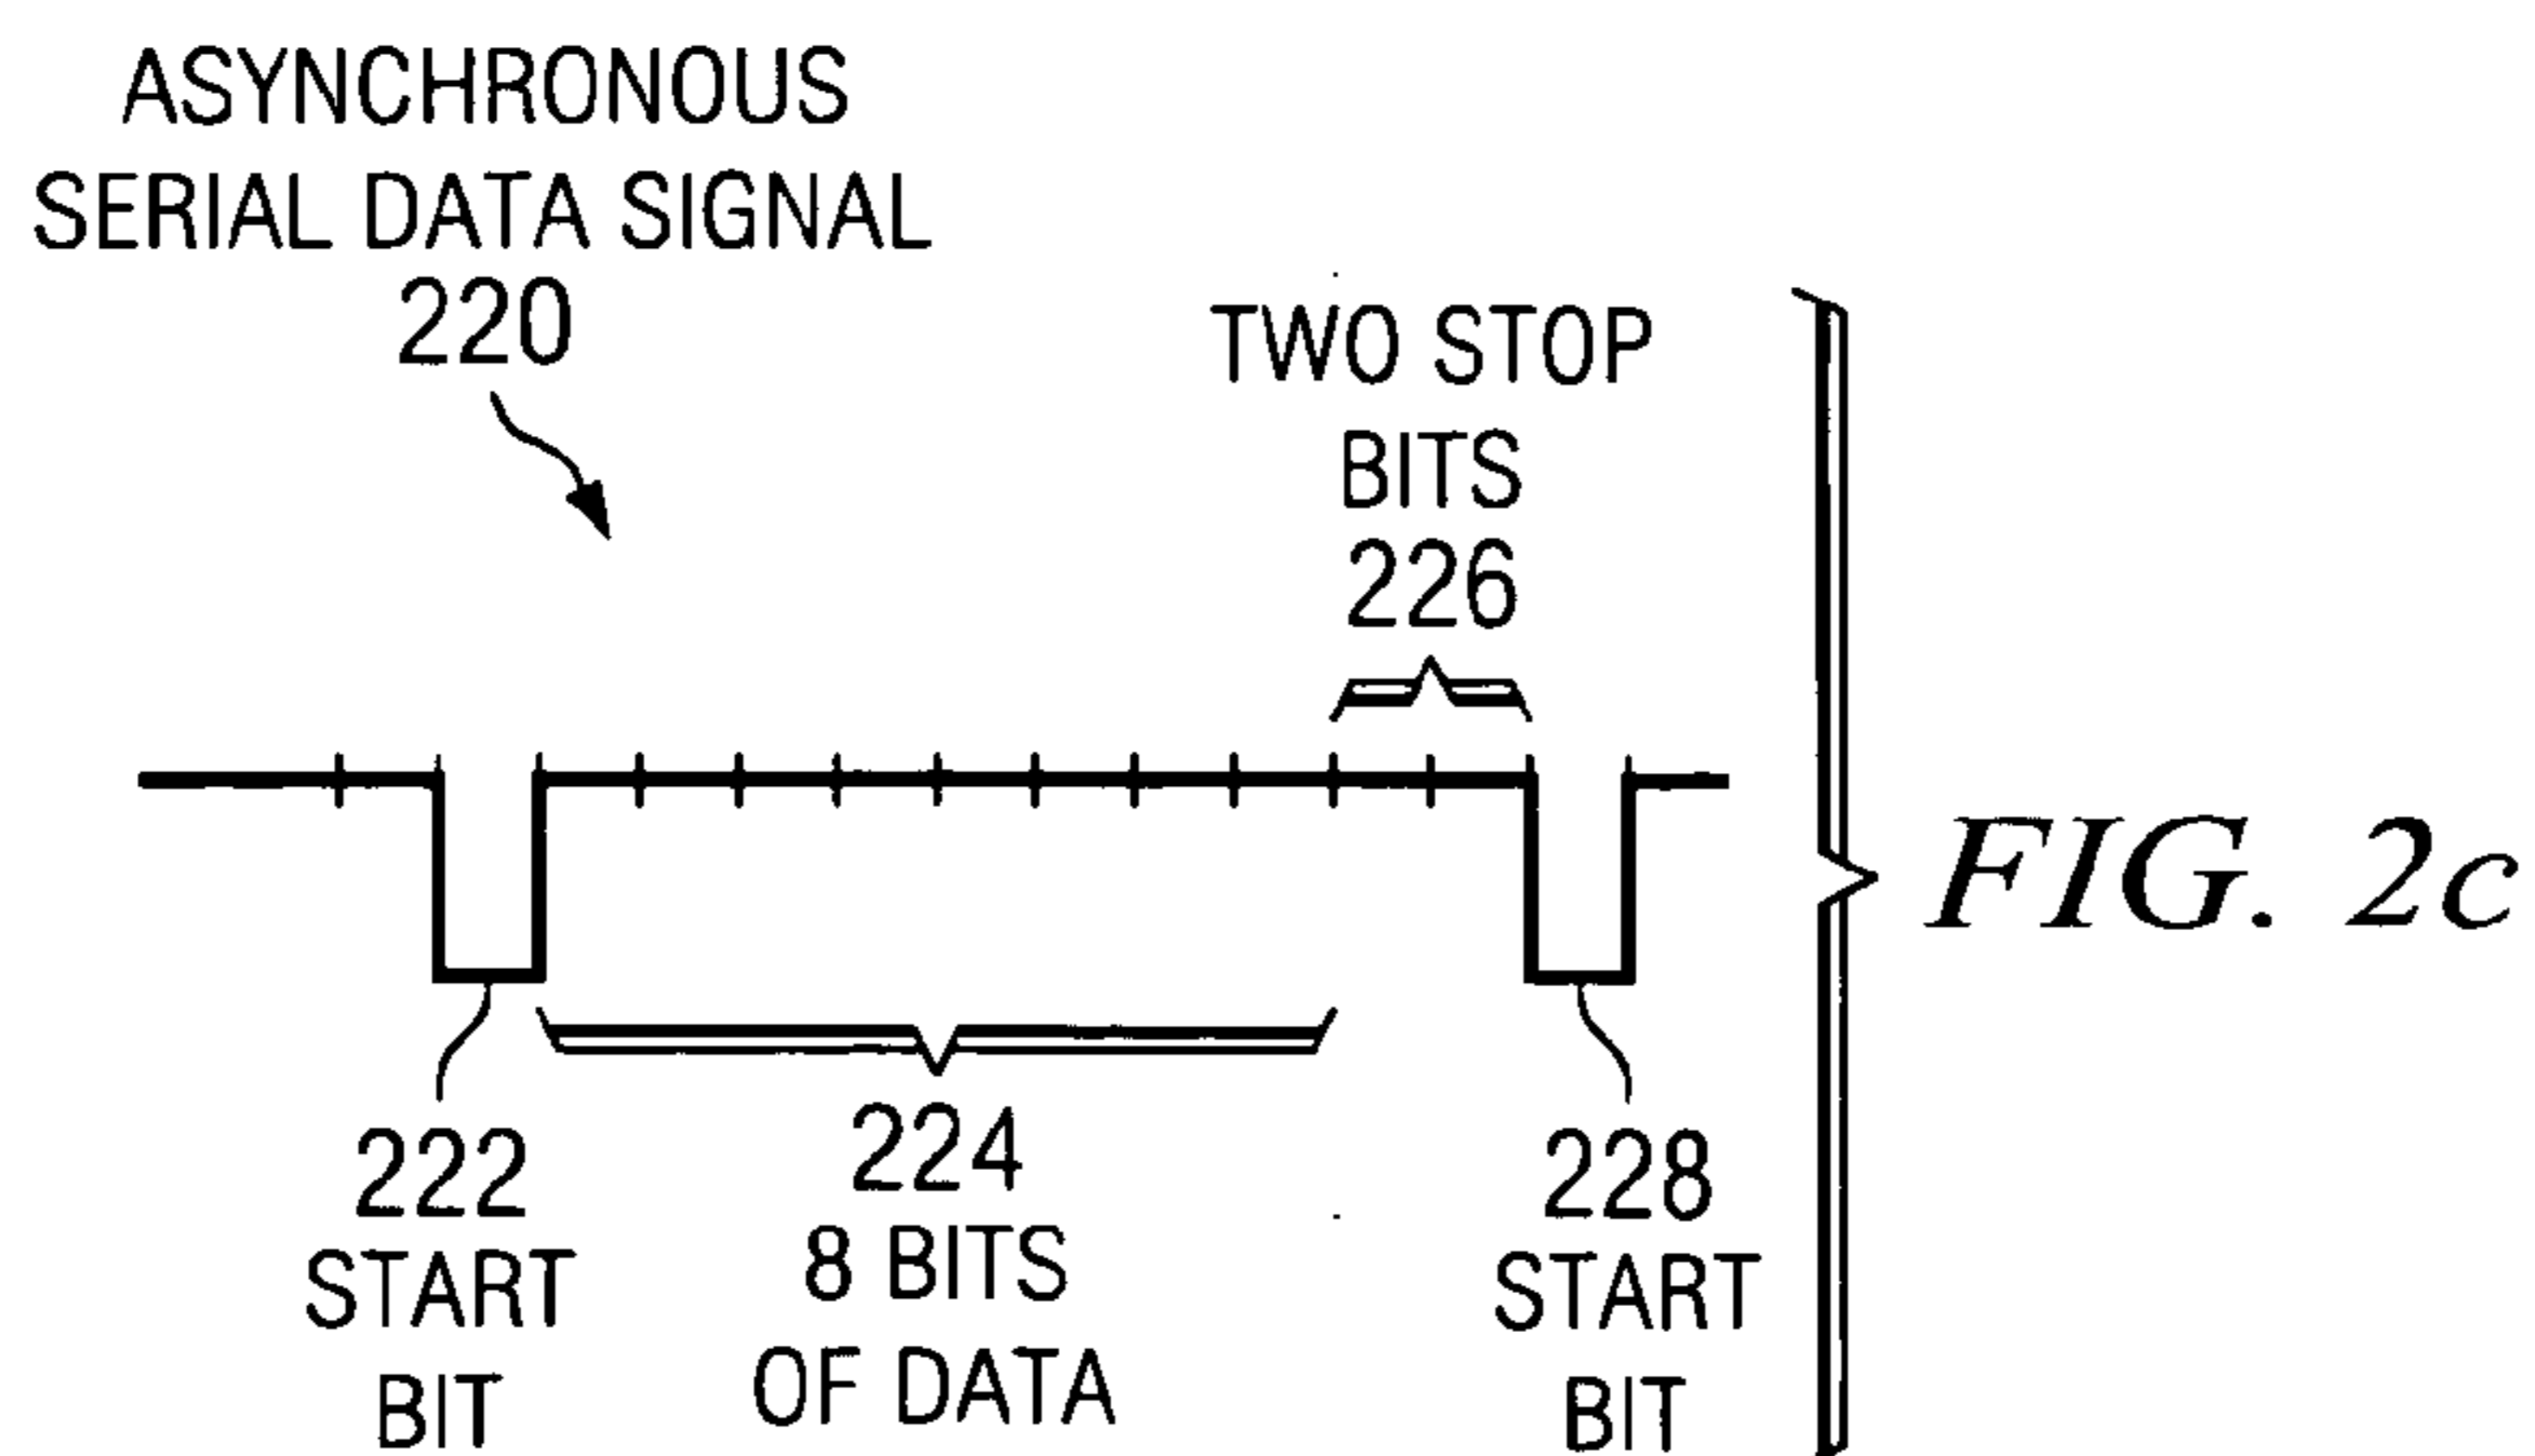 ASYNCHRONOUS
SERIAL DATA SIGNAL
220
TWO STOP
BITS
226
222
START
BIT
224
8 BITS
OF DATA
228
START
BIT
FIG. 2c